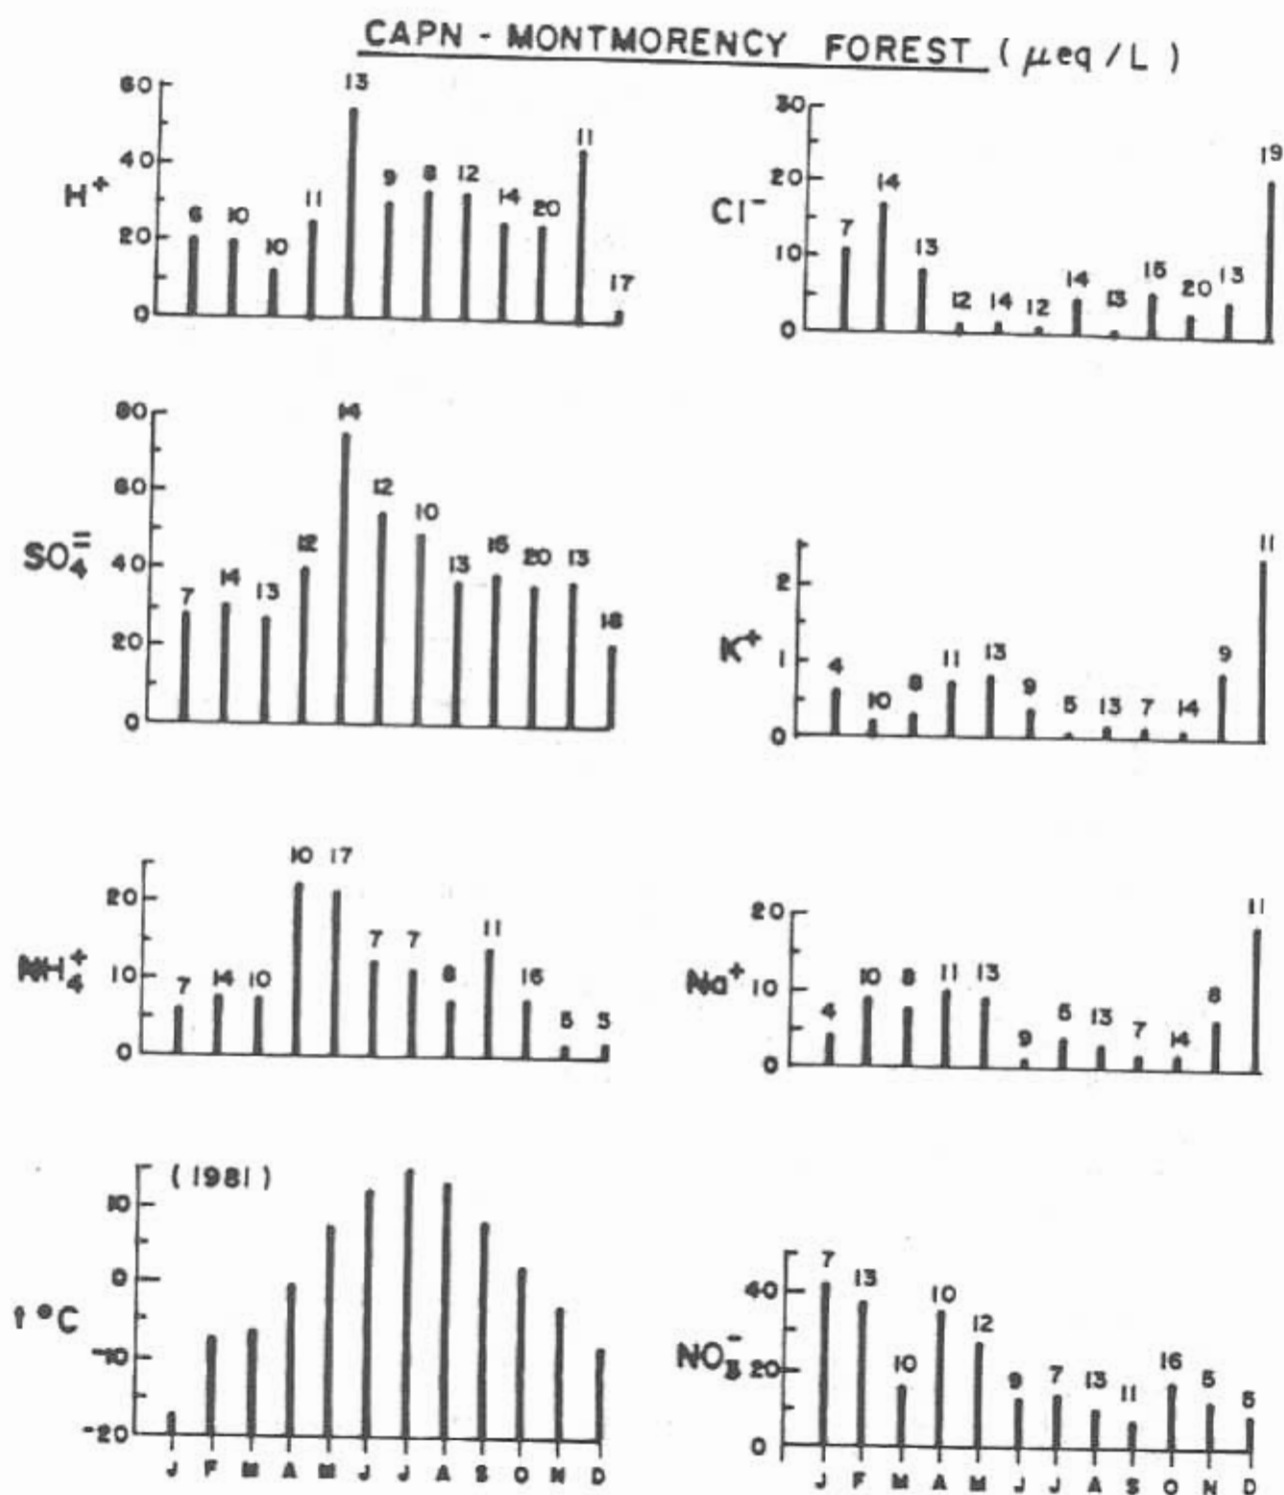 CAPN - MONTMORENCY FOREST (μeq/L)
H⁺
60
40
20
0
6 10 10 11 13 9 8 12 14 20 11 17
Cl⁻
30
20
10
0
7 14 13 12 14 12 14 13 15 20 13 19
SO₄⁼
80
60
40
20
0
7 14 13 12 14 12 10 13 15 20 13 18
K⁺
2
1
0
4 10 8 11 13 9 5 13 7 14 9 11
NH₄⁺
20
10
0
7 14 10 10 17 7 7 8 11 16 5 5
Na⁺
20
10
0
4 10 8 11 13 9 5 13 7 14 8 11
t °C
(1981)
10
0
-10
-20
J F M A M J J A S O N D
NO₃⁻
40
20
0
7 13 10 10 12 9 7 13 11 16 5 5
J F M A M J J A S O N D